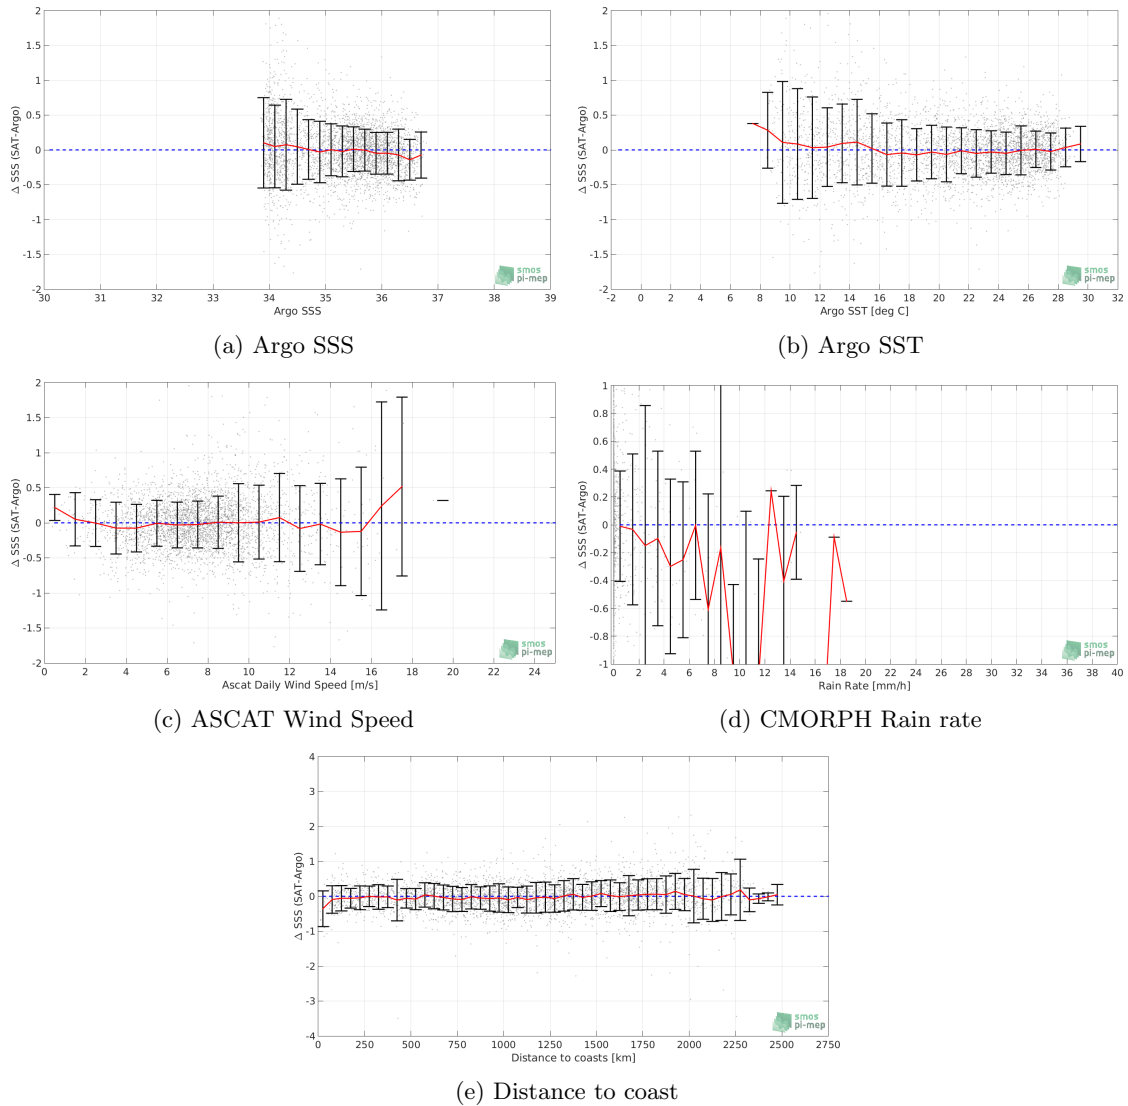 2
1.5
1
0.5
0
-0.5
-1
-1.5
-2
Δ SSS (SAT-Argo)
30 31 32 33 34 35 36 37 38 39
Argo SSS
smos
pi-mep
(a) Argo SSS
2
1.5
1
0.5
0
-0.5
-1
-1.5
-2
Δ SSS (SAT-Argo)
-2 0 2 4 6 8 10 12 14 16 18 20 22 24 26 28 30 32
Argo SST [deg C]
smos
pi-mep
(b) Argo SST
2
1.5
1
0.5
0
-0.5
-1
-1.5
-2
Δ SSS (SAT-Argo)
0 2 4 6 8 10 12 14 16 18 20 22 24
Ascat Daily Wind Speed [m/s]
smos
pi-mep
(c) ASCAT Wind Speed
1
0.8
0.6
0.4
0.2
0
-0.2
-0.4
-0.6
-0.8
-1
Δ SSS (SAT-Argo)
0 2 4 6 8 10 12 14 16 18 20 22 24 26 28 30 32 34 36 38 40
Rain Rate [mm/h]
smos
pi-mep
(d) CMORPH Rain rate
4
3
2
1
0
-1
-2
-3
-4
Δ SSS (SAT-Argo)
0 250 500 750 1000 1250 1500 1750 2000 2250 2500 2750
Distance to coasts [km]
smos
pi-mep
(e) Distance to coast